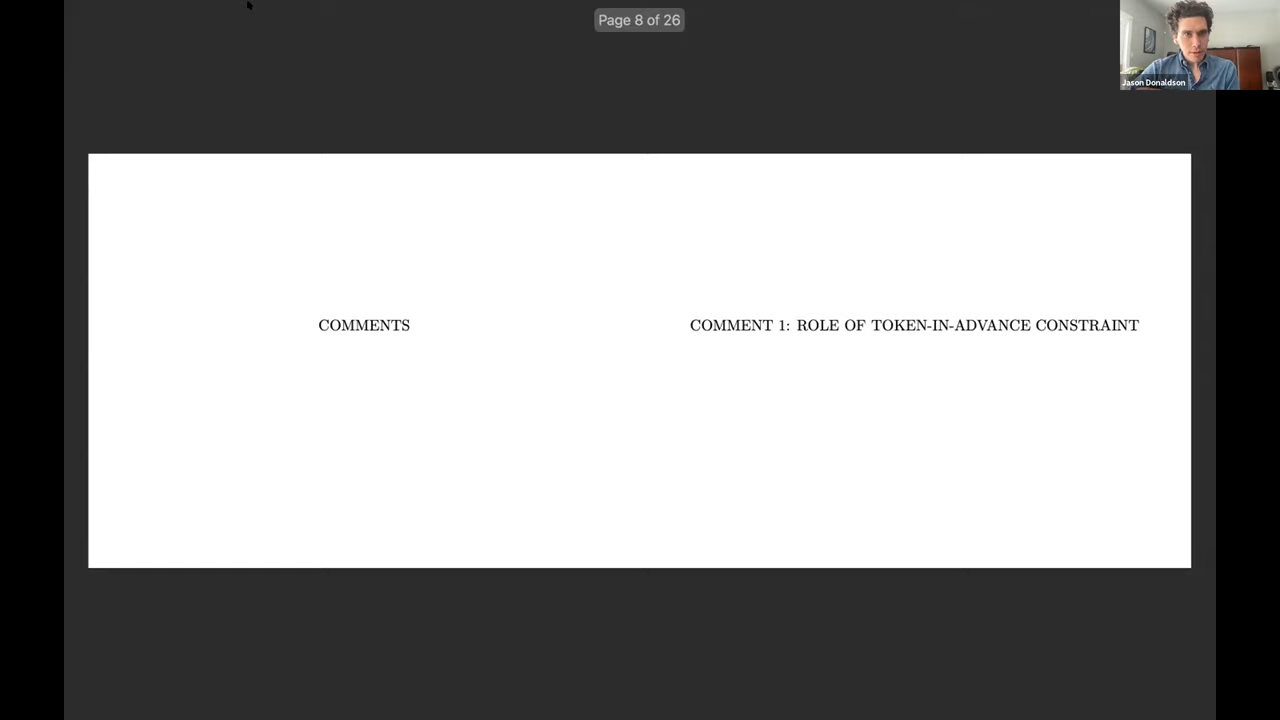 Page 8 of 26
Jason Donaldson
COMMENTS
COMMENT 1: ROLE OF TOKEN-IN-ADVANCE CONSTRAINT